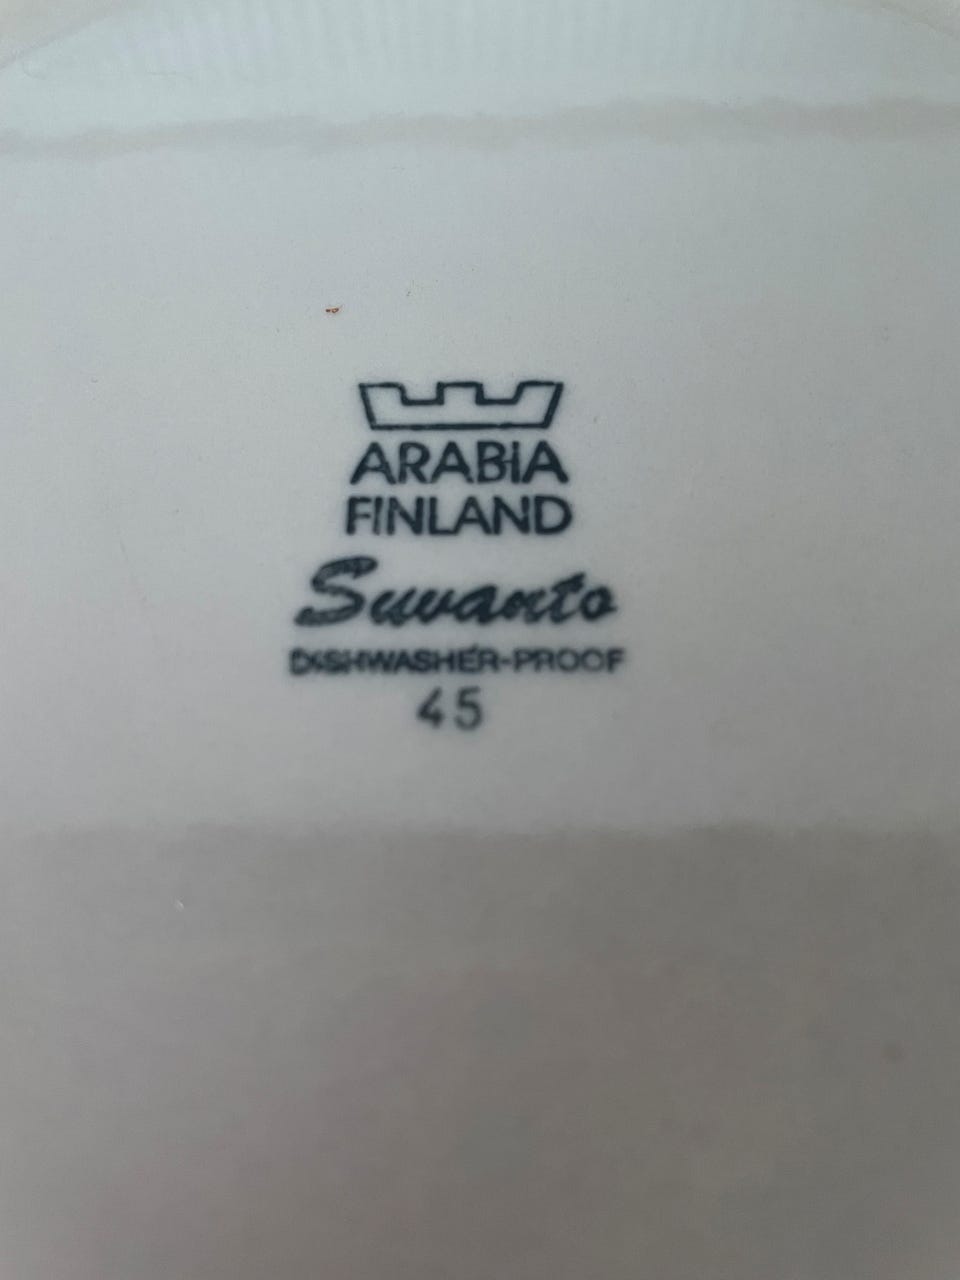 ARABIA
FINLAND
Suvanto
DISHWASHER-PROOF
45